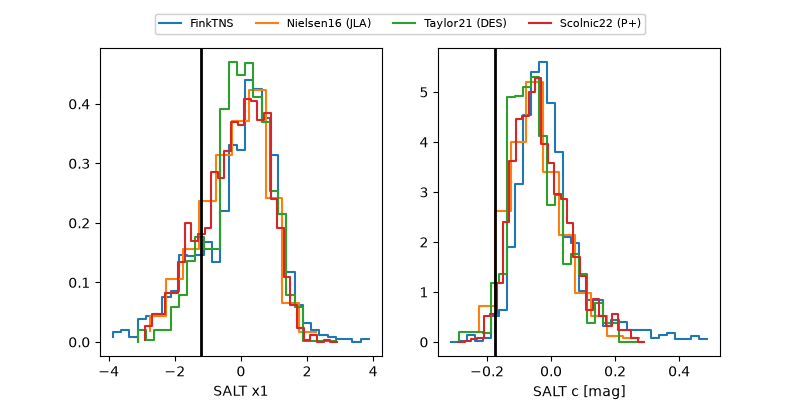 FinkTNS Nielsen16 (JLA) Taylor21 (DES) Scolnic22 (P+)
0.4
0.3
0.2
0.1
0.0
−4 −2 0 2 4
SALT x1
5
4
3
2
1
0
−0.2 0.0 0.2 0.4
SALT c [mag]